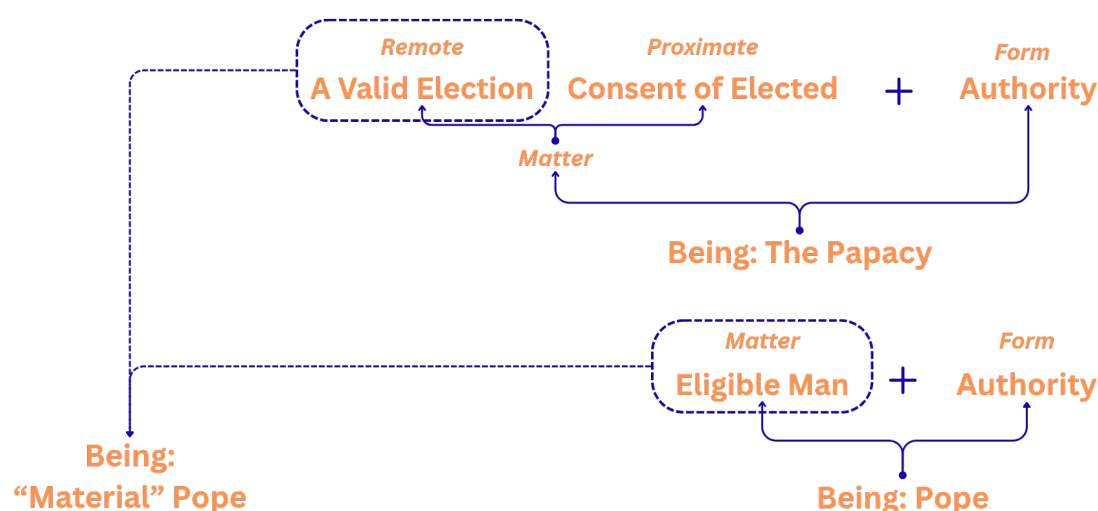 Remote
Proximate
Form
A Valid Election
Consent of Elected
+
Authority
Matter
Being: The Papacy
Matter
Form
Eligible Man
+
Authority
Being:
“Material” Pope
Being: Pope